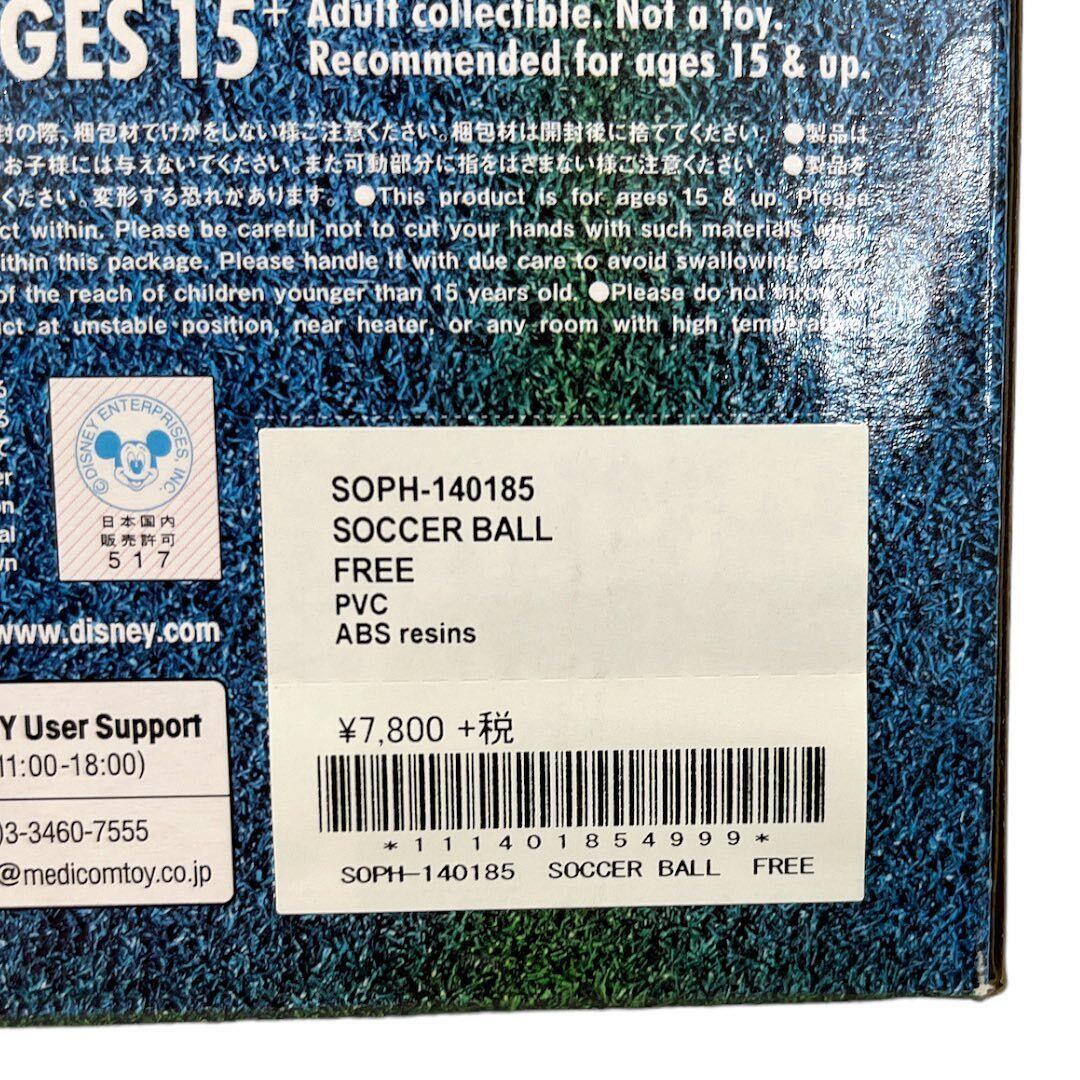 GES 15+
Adult collectible. Not a toy.
Recommended for ages 15 & up.
封の際、梱包材でけがをしない様ご注意ください。梱包材は開封後に捨ててください。 ●製品は
お子様には与えないでください。また可動部分に指をはさまない様ご注意ください。 ●製品を
ください。変形する恐れがあります。 ●This product is for ages 15 & up. Please
ct within. Please be careful not to cut your hands with such materials when
ithin this package. Please handle it with due care to avoid swallowing
of the reach of children younger than 15 years old. ●Please do not
ct at unstable position, near heater, or any room with high temperative
©DISNEY ENTERPRISES, INC.
日本国内
販売許可
517
er
on
al
wn
www.disney.com
Y User Support
11:00-18:00)
)3-3460-7555
@medicomtoy.co.jp
SOPH-140185
SOCCER BALL
FREE
PVC
ABS resins
¥7,800 +税
*111401854999*
SOPH-140185 SOCCER BALL FREE